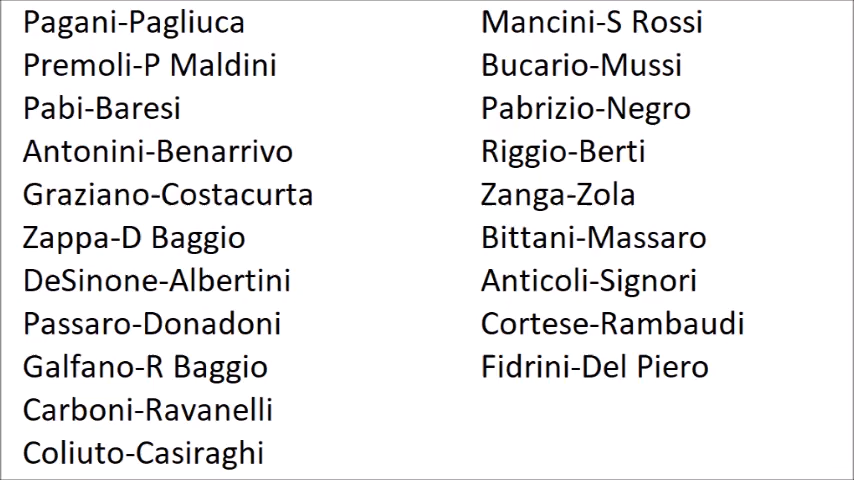 Pagani-Pagliuca
Premoli-P Maldini
Pabi-Baresi
Antonini-Benarrivo
Graziano-Costacurta
Zappa-D Baggio
DeSinone-Albertini
Passaro-Donadoni
Galfano-R Baggio
Carboni-Ravanelli
Coliuto-Casiraghi
Mancini-S Rossi
Bucario-Mussi
Pabrizio-Negro
Riggio-Berti
Zanga-Zola
Bittani-Massaro
Anticoli-Signori
Cortese-Rambaudi
Fidrini-Del Piero